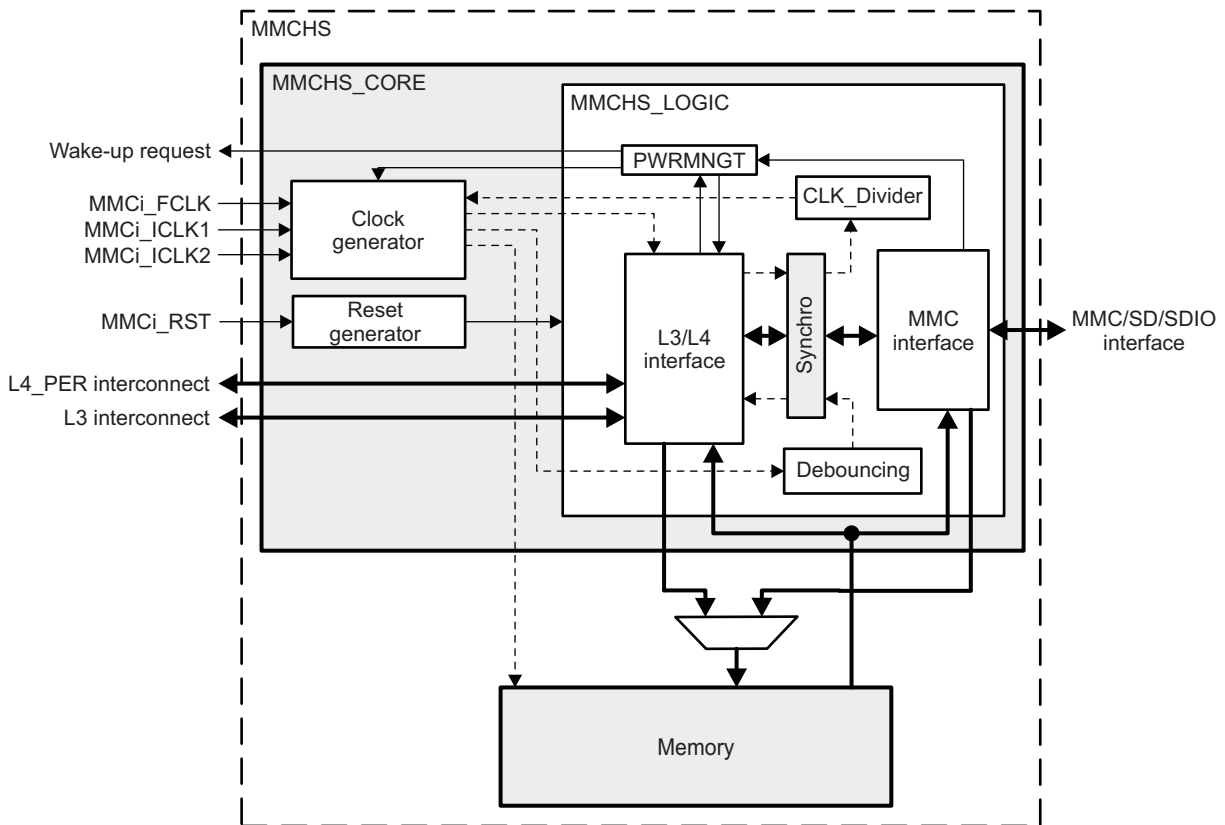 MMCHS
MMCHS_CORE
MMCHS_LOGIC
Wake-up request
PWRMNGT
MMCi_FCLK
MMCi_ICLK1
MMCi_ICLK2
Clock
generator
CLK_Divider
MMCi_RST
Reset
generator
L3/L4
interface
Synchro
MMC
interface
MMC/SD/SDIO
interface
L4_PER interconnect
L3 interconnect
Debouncing
Memory